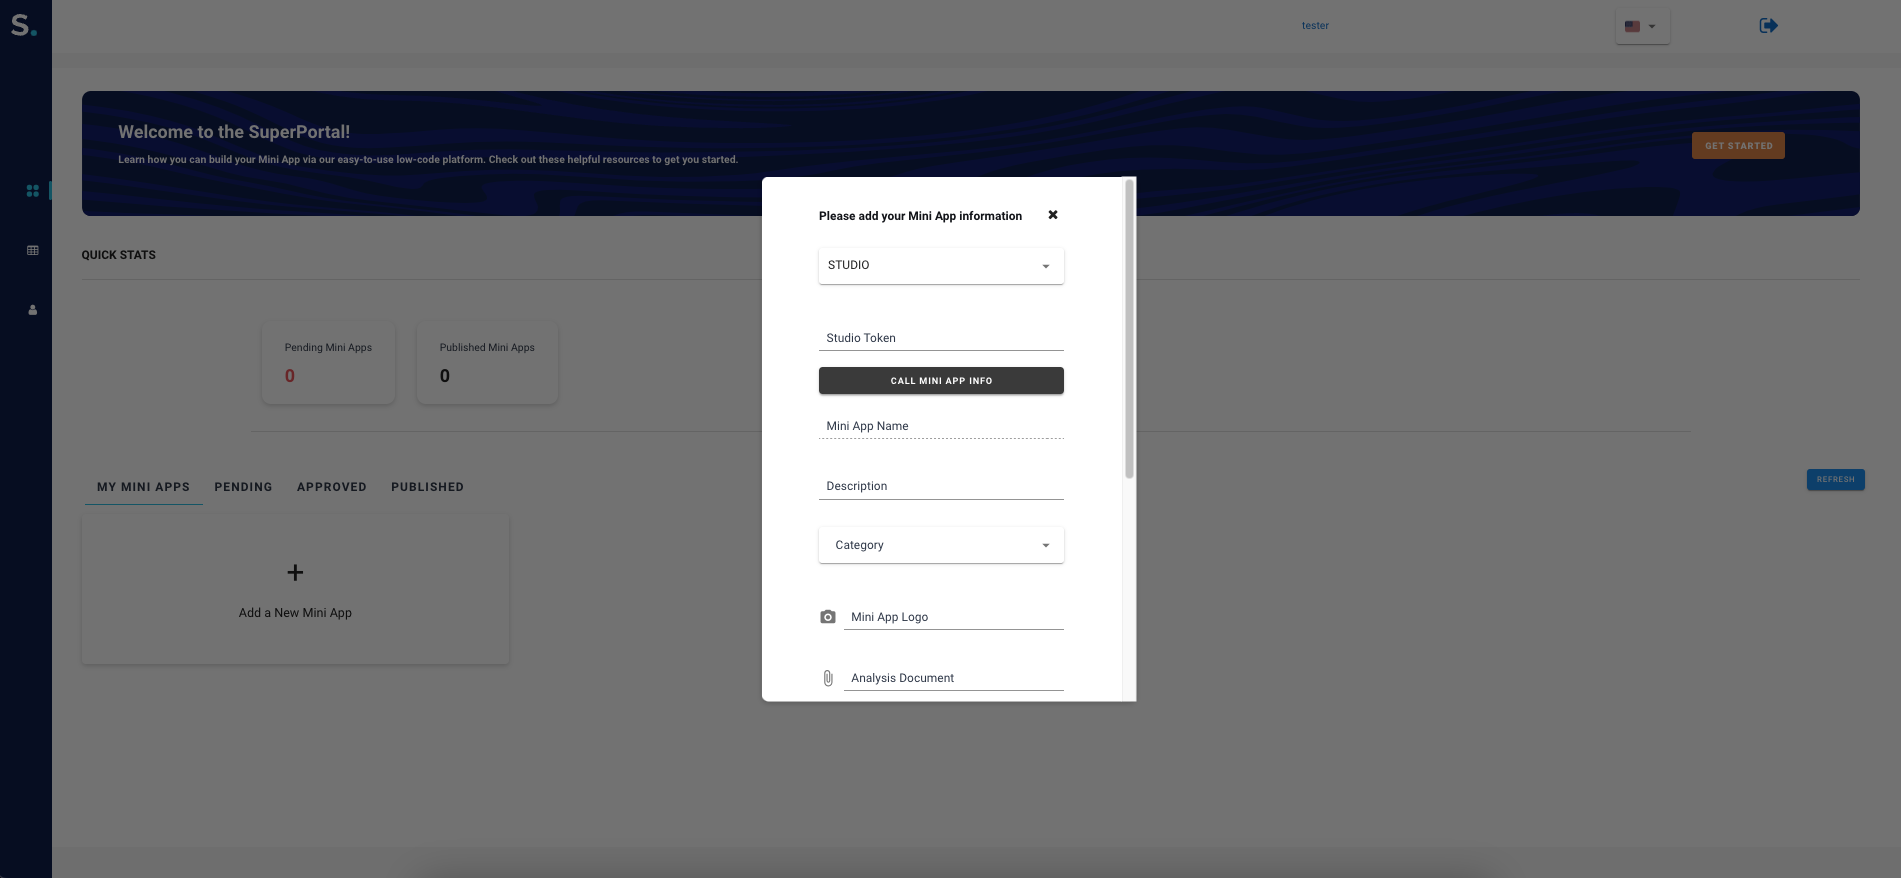 S.
tester
Welcome to the SuperPortal!
Learn how you can build your Mini App via our easy-to-use low-code platform. Check out these helpful resources to get you started.
GET STARTED
QUICK STATS
Pending Mini Apps
0
Published Mini Apps
0
MY MINI APPS
PENDING
APPROVED
PUBLISHED
REFRESH
Add a New Mini App
Please add your Mini App information
STUDIO
Studio Token
CALL MINI APP INFO
Mini App Name
Description
Category
Mini App Logo
Analysis Document